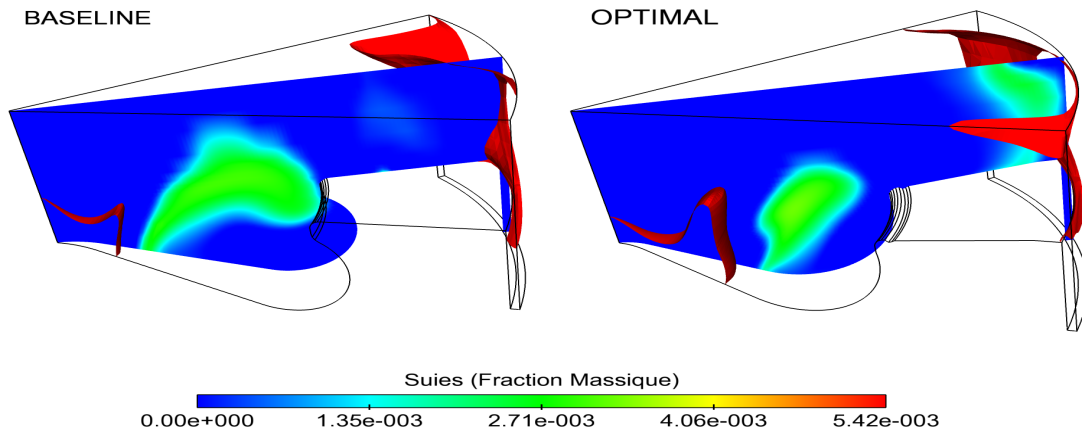 BASELINE
OPTIMAL
Suies (Fraction Massique)
0.00e+000 1.35e-003 2.71e-003 4.06e-003 5.42e-003